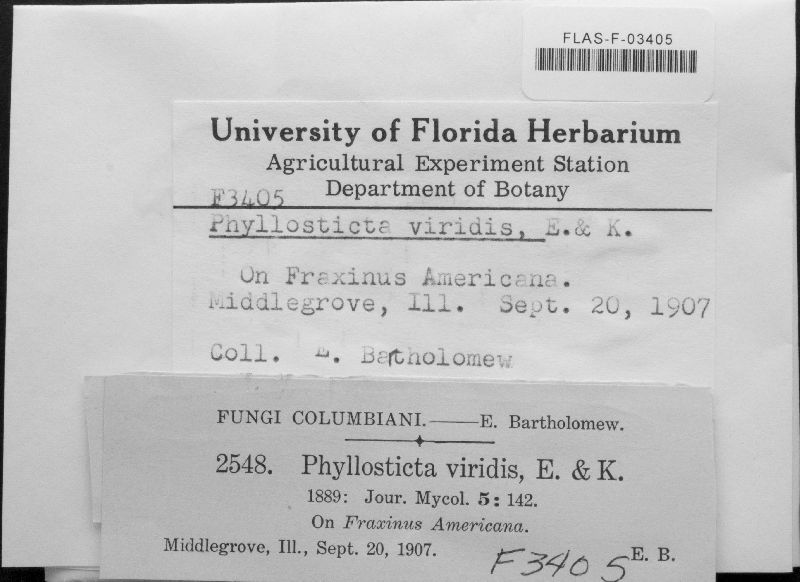 FLAS-F-03405
University of Florida Herbarium
Agricultural Experiment Station
Department of Botany
F3405
Phyllosticta viridis, E.& K.
On Fraxinus Americana.
Middlegrove, Ill. Sept. 20, 1907
Coll. E. Bartholomew
FUNGI COLUMBIANI.——E. Bartholomew.
2548. Phyllosticta viridis, E. & K.
1889: Jour. Mycol. 5: 142.
On Fraxinus Americana.
Middlegrove, Ill., Sept. 20, 1907.
E. B.
F3405